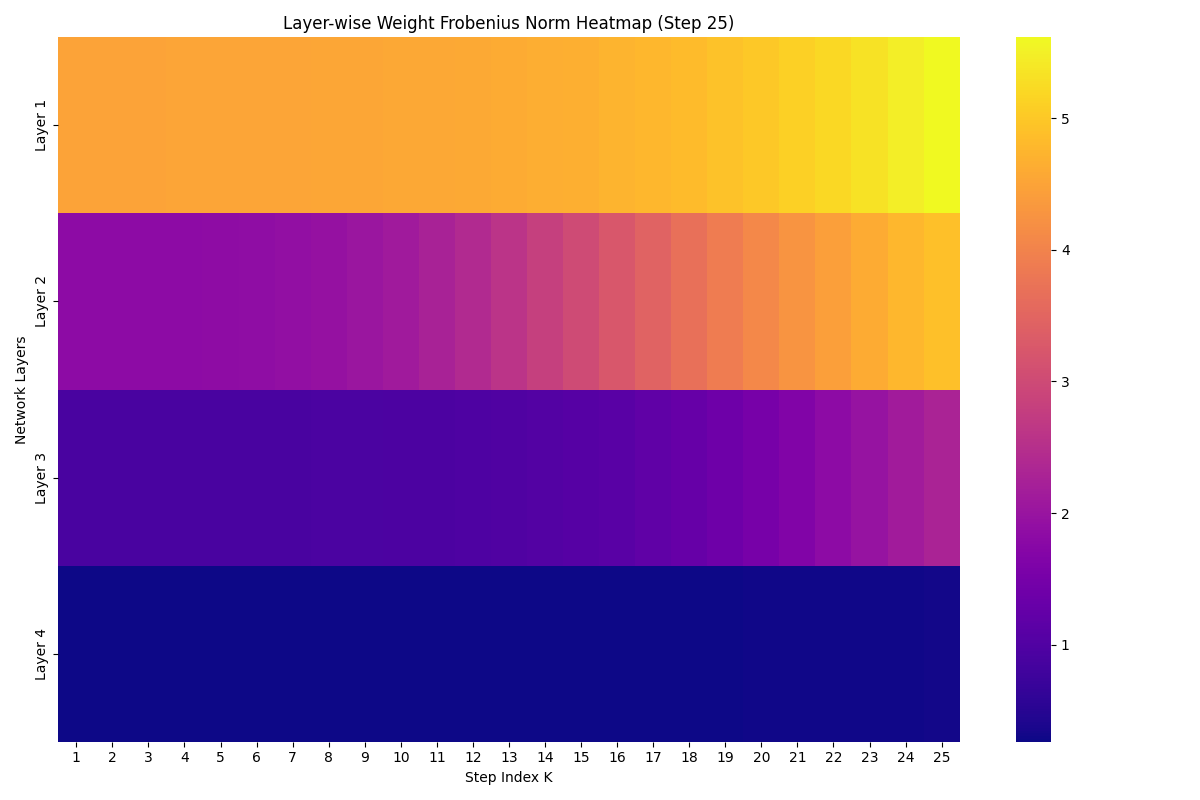 Layer-wise Weight Frobenius Norm Heatmap (Step 25)
Network Layers
Layer 1
Layer 2
Layer 3
Layer 4
1 2 3 4 5 6 7 8 9 10 11 12 13 14 15 16 17 18 19 20 21 22 23 24 25
Step Index K
5
4
3
2
1